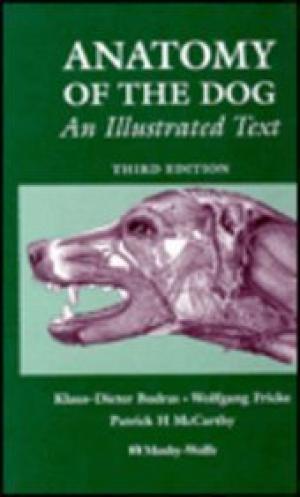 ANATOMY
OF THE DOG
An Illustrated Text
THIRD EDITION
Klaus-Dieter Budras • Wolfgang Fricke
Patrick H McCarthy
Mosby-Wolfe